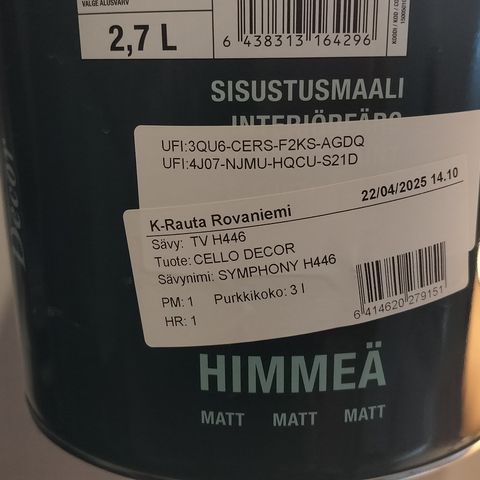 VALGE ALUSVÄRV
2,7 L
6 438313 164296
SISUSTUSMAALI
INTERIÖRFÄRG
UFI:3QU6-CERS-F2KS-AGDQ
UFI:4J07-NJMU-HQCU-S21D
K-Rauta Rovaniemi
22/04/2025 14.10
Sävy: TV H446
Tuote: CELLO DECOR
Sävynimi: SYMPHONY H446
PM: 1 Purkkikoko: 3 l
HR: 1
6 414620 279151
Decor
HIMMEÄ
MATT MATT MATT